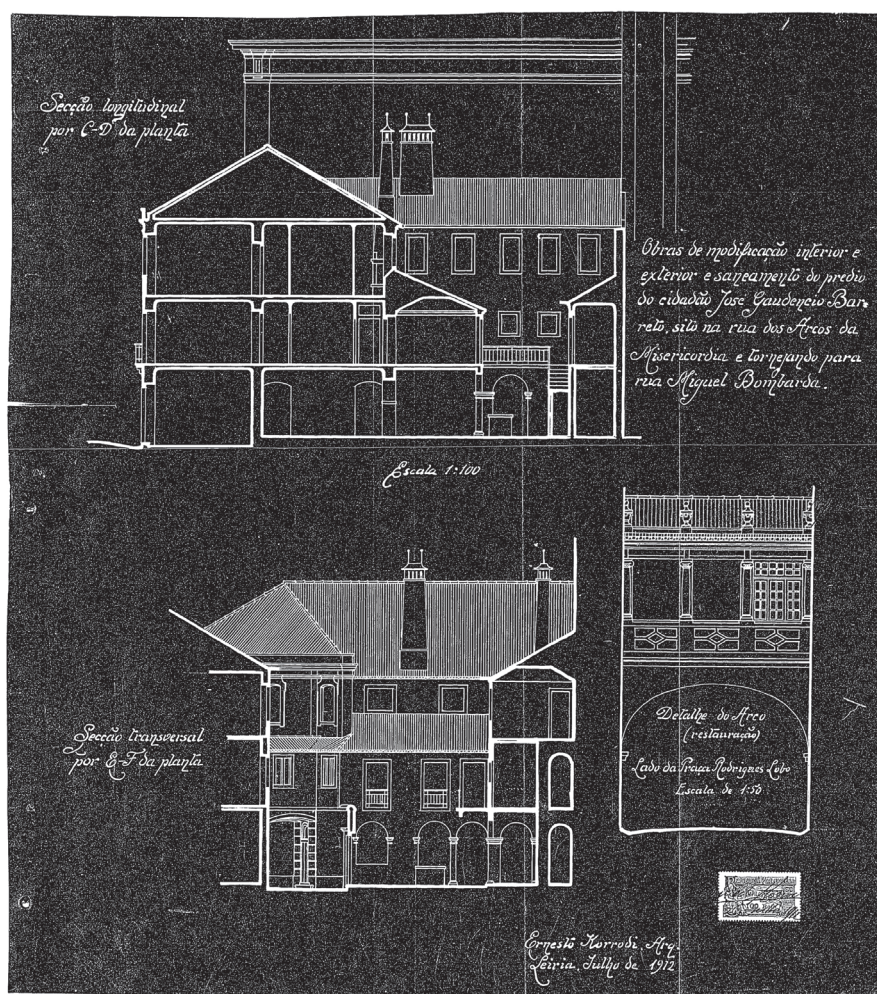 Secção longitudinal
por C-D da planta
Obras de modificação interior e
exterior e saneamento do predio
do cidadão José Gaudencio Bar-
reto, sito na rua dos Arcos da
Misericordia e tornejando para
rua Miguel Bombarda.
Escala 1:100
Secção transversal
por E-F da planta
Detalhe do Arco
(restauração)
Lado da Praça Rodrigues Lobo
Escala de 1:50
Ernesto Korrodi, Arq.
Leiria, Julho de 1912